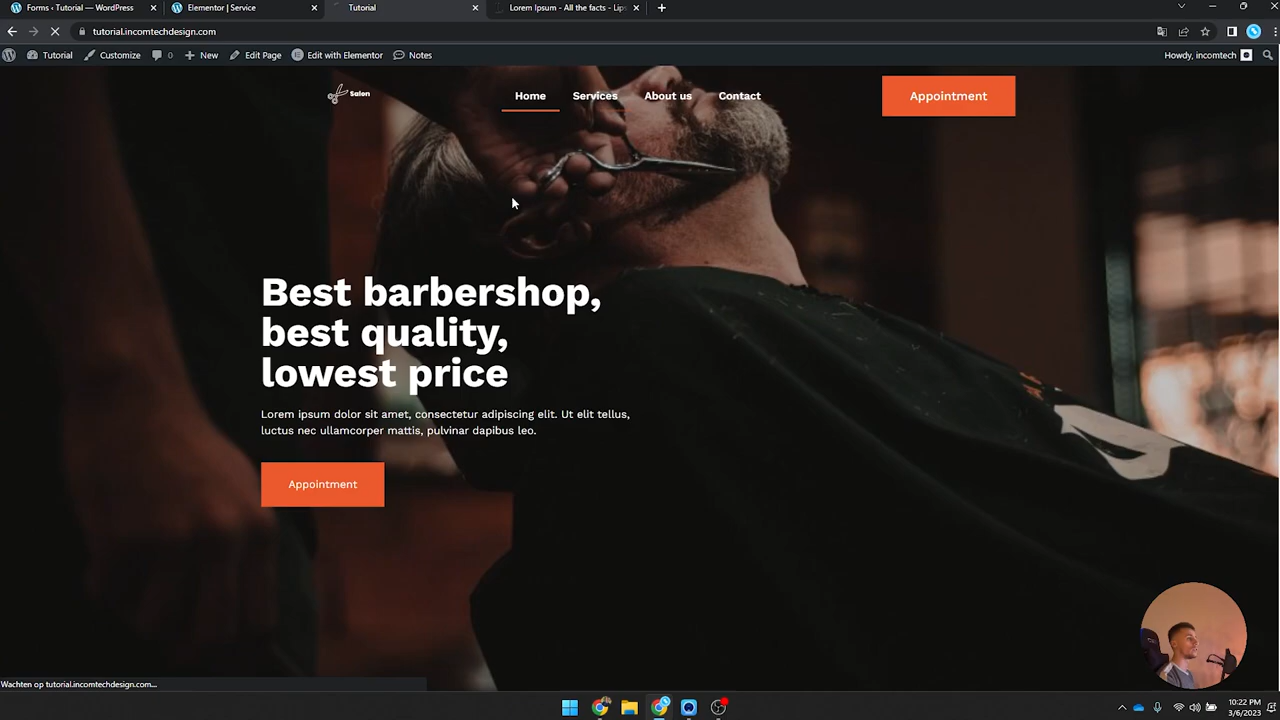 Forms ‹ Tutorial — WordPress
Elementor | Service
Tutorial
Lorem Ipsum - All the facts - Lips
tutorial.incomtechdesign.com
Tutorial
Customize
0
New
Edit Page
Edit with Elementor
Notes
Howdy, incomtech
Salon
Home
Services
About us
Contact
Appointment
Best barbershop,
best quality,
lowest price
Lorem ipsum dolor sit amet, consectetur adipiscing elit. Ut elit tellus,
luctus nec ullamcorper mattis, pulvinar dapibus leo.
Appointment
Wachten op tutorial.incomtechdesign.com...
10:22 PM
3/6/2023